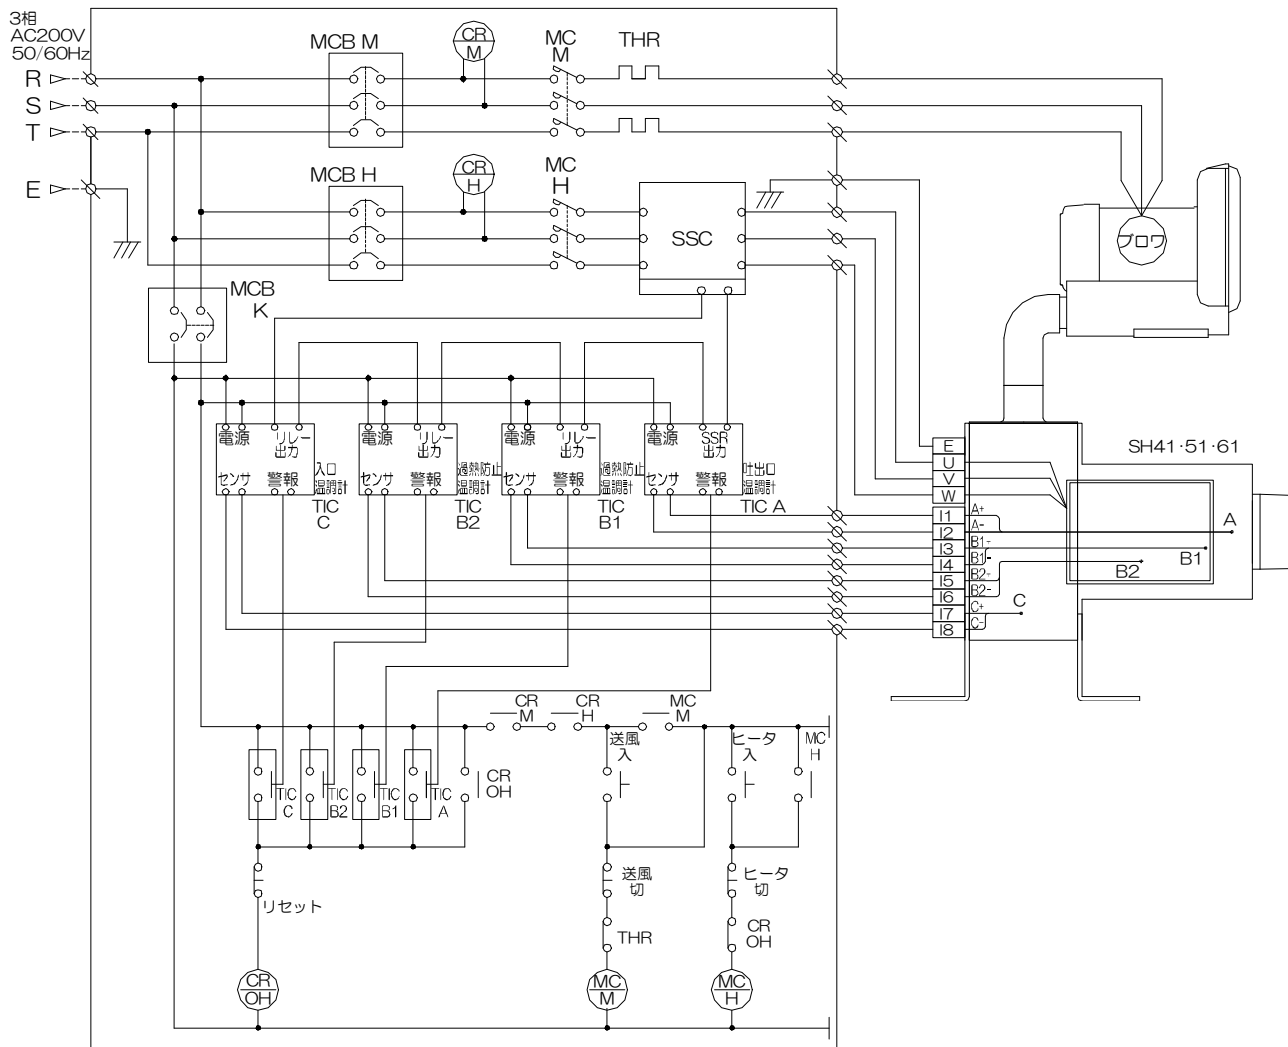 3相
AC200V
50/60Hz
R
S
T
E
MCB M
CR
M
MC
M
THR
MCB H
CR
H
MC
H
SSC
ブロワ
MCB
K
電源
リレー
出力
センサ
警報
入口
温調計
TIC
C
電源
リレー
出力
センサ
警報
過熱防止
温調計
TIC
B2
電源
リレー
出力
センサ
警報
過熱防止
温調計
TIC
B1
電源
SSR
出力
センサ
警報
吐出口
温調計
TIC A
SH41・51・61
E
U
V
W
I1
I2
I3
I4
I5
I6
I7
I8
A+
A-
B1+
B1-
B2+
B2-
C+
C-
A
B1
B2
C
CR
M
CR
H
MC
M
TIC
C
TIC
B2
TIC
B1
TIC
A
CR
OH
送風
入
ヒータ
入
MC
H
リセット
送風
切
ヒータ
切
THR
CR
OH
CR
OH
MC
M
MC
H